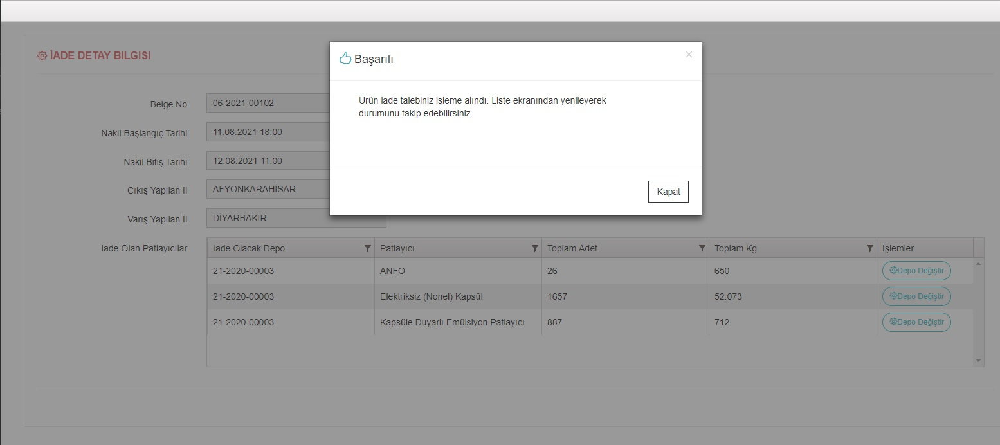 İADE DETAY BILGISI
Başarılı
×
Ürün iade talebiniz işleme alındı. Liste ekranından yenileyerek
durumunu takip edebilirsiniz.
Kapat
Belge No 06-2021-00102
Nakil Başlangıç Tarihi 11.08.2021 18:00
Nakil Bitiş Tarihi 12.08.2021 11:00
Çıkış Yapılan İl AFYONKARAHİSAR
Varış Yapılan İl DİYARBAKIR
İade Olan Patlayıcılar
Iade Olacak Depo Patlayıcı Toplam Adet Toplam Kg İşlemler
21-2020-00003 ANFO 26 650 Depo Değiştir
21-2020-00003 Elektriksiz (Nonel) Kapsül 1657 52.073 Depo Değiştir
21-2020-00003 Kapsüle Duyarlı Emülsiyon Patlayıcı 887 712 Depo Değiştir